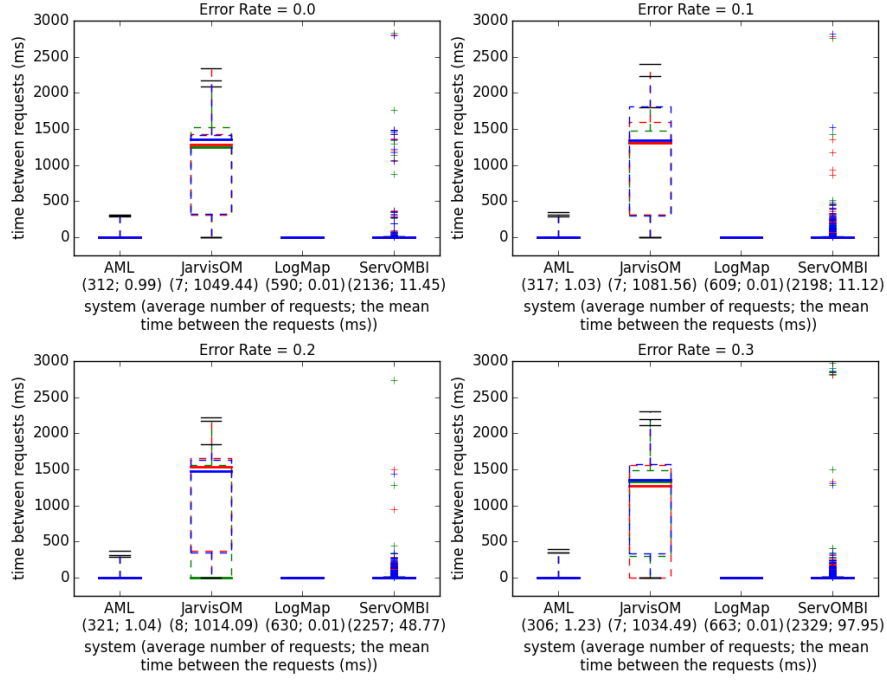 Error Rate = 0.0
3000
2500
2000
1500
1000
500
0
time between requests (ms)
AML JarvisOM LogMap ServOMBI
(312; 0.99) (7; 1049.44) (590; 0.01) (2136; 11.45)
system (average number of requests; the mean
time between the requests (ms))
Error Rate = 0.1
3000
2500
2000
1500
1000
500
0
time between requests (ms)
AML JarvisOM LogMap ServOMBI
(317; 1.03) (7; 1081.56) (609; 0.01) (2198; 11.12)
system (average number of requests; the mean
time between the requests (ms))
Error Rate = 0.2
3000
2500
2000
1500
1000
500
0
time between requests (ms)
AML JarvisOM LogMap ServOMBI
(321; 1.04) (8; 1014.09) (630; 0.01) (2257; 48.77)
system (average number of requests; the mean
time between the requests (ms))
Error Rate = 0.3
3000
2500
2000
1500
1000
500
0
time between requests (ms)
AML JarvisOM LogMap ServOMBI
(306; 1.23) (7; 1034.49) (663; 0.01) (2329; 97.95)
system (average number of requests; the mean
time between the requests (ms))